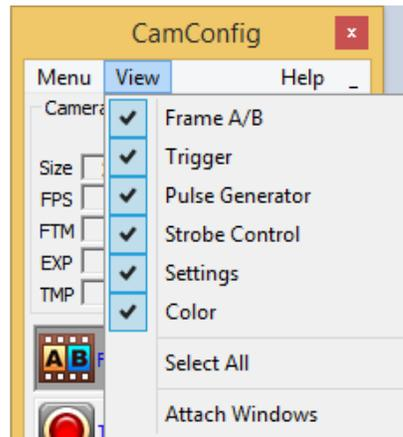 CamConfig
x
Menu View Help _
Camera
Frame A/B
Trigger
Size
Pulse Generator
FPS
Strobe Control
FTM
Settings
EXP
TMP
Color
A B
Select All
Attach Windows